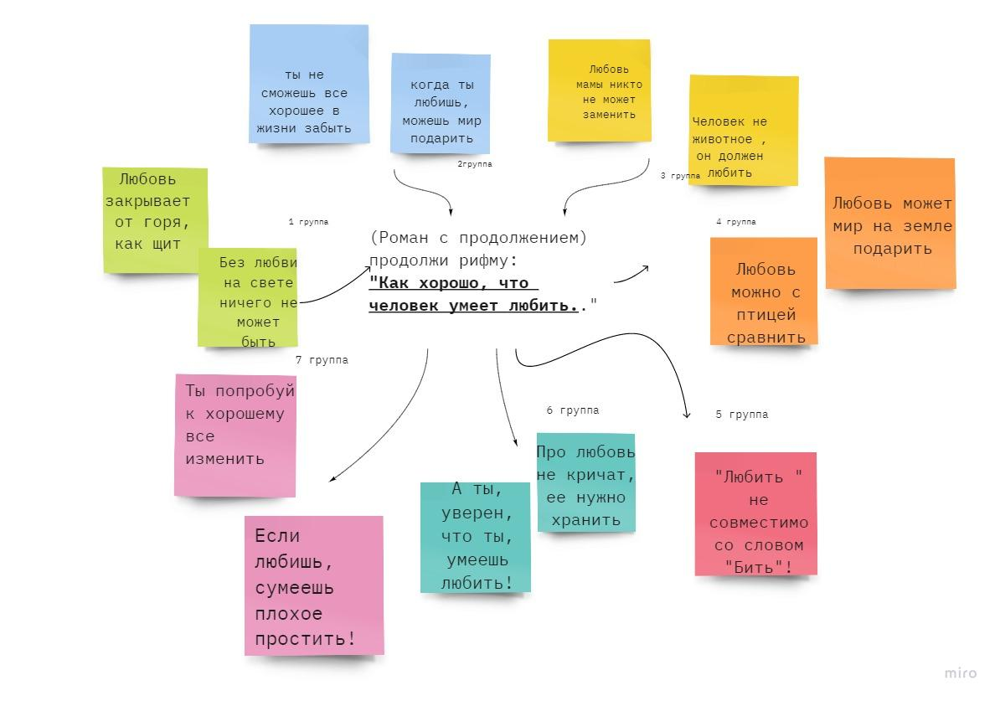 ты не
сможешь все
хорошее в
жизни забыть
когда ты
любишь,
можешь мир
подарить
2группа
Любовь
мамы никто
не может
заменить
Человек не
животное ,
он должен
любить
3 группа
Любовь
закрывает
от горя,
как щит
Без любви
на свете
ничего не
может
быть
1 группа
(Роман с продолжением)
продолжи рифму:
"Как хорошо, что
человек умеет любить.."
4 группа
Любовь может
мир на земле
подарить
Любовь
можно с
птицей
сравнить
7 группа
Ты попробуй
к хорошему
все
изменить
Если
любишь,
сумеешь
плохое
простить!
6 группа
Про любовь
не кричат,
ее нужно
хранить
А ты,
уверен,
что ты,
умеешь
любить!
5 группа
"Любить "
не
совместимо
со словом
"Бить"!
miro